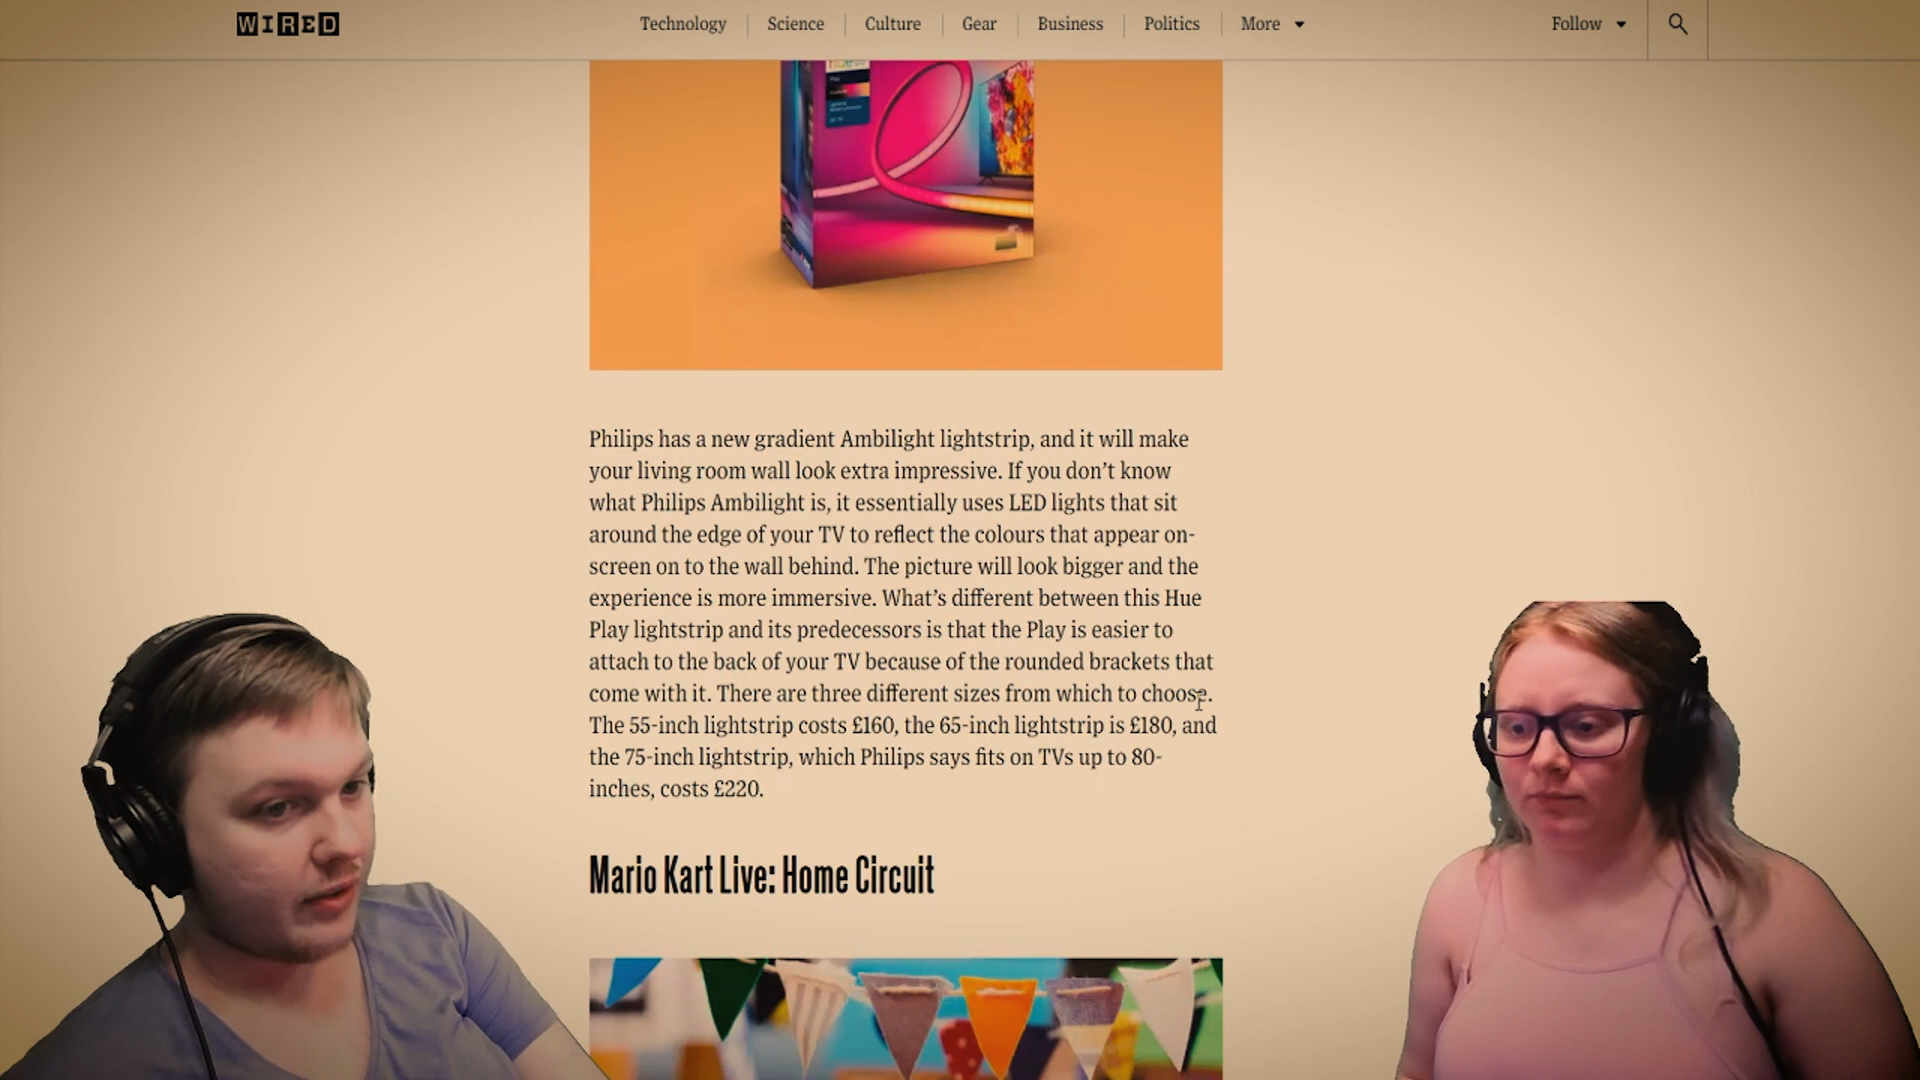 WIRED
Technology
Science
Culture
Gear
Business
Politics
More
Follow
hue
Philips has a new gradient Ambilight lightstrip, and it will make
your living room wall look extra impressive. If you don’t know
what Philips Ambilight is, it essentially uses LED lights that sit
around the edge of your TV to reflect the colours that appear on-
screen on to the wall behind. The picture will look bigger and the
experience is more immersive. What’s different between this Hue
Play lightstrip and its predecessors is that the Play is easier to
attach to the back of your TV because of the rounded brackets that
come with it. There are three different sizes from which to choose.
The 55-inch lightstrip costs £160, the 65-inch lightstrip is £180, and
the 75-inch lightstrip, which Philips says fits on TVs up to 80-
inches, costs £220.
Mario Kart Live: Home Circuit